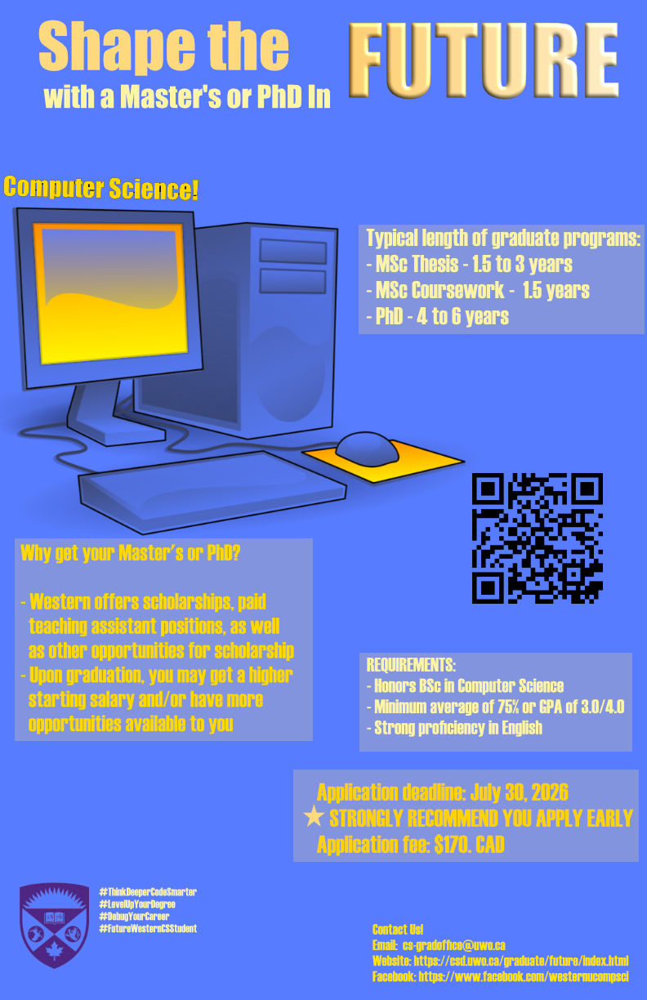 Shape the FUTURE
with a Master's or PhD In
Computer Science!
Typical length of graduate programs:
- MSc Thesis - 1.5 to 3 years
- MSc Coursework - 1.5 years
- PhD - 4 to 6 years
Why get your Master's or PhD?
- Western offers scholarships, paid
teaching assistant positions, as well
as other opportunities for scholarship
- Upon graduation, you may get a higher
starting salary and/or have more
opportunities available to you
REQUIREMENTS:
- Honors BSc in Computer Science
- Minimum average of 75% or GPA of 3.0/4.0
- Strong proficiency in English
Application deadline: July 30, 2026
★ STRONGLY RECOMMEND YOU APPLY EARLY
Application fee: $170. CAD
#ThinkDeeperCodeSmarter
#LevelUpYourDegree
#DebugYourCareer
#FutureWesternCSStudent
Contact Us!
Email: cs-gradoffice@uwo.ca
Website: https://csd.uwo.ca/graduate/future/index.html
Facebook: https://www.facebook.com/westernucompsci